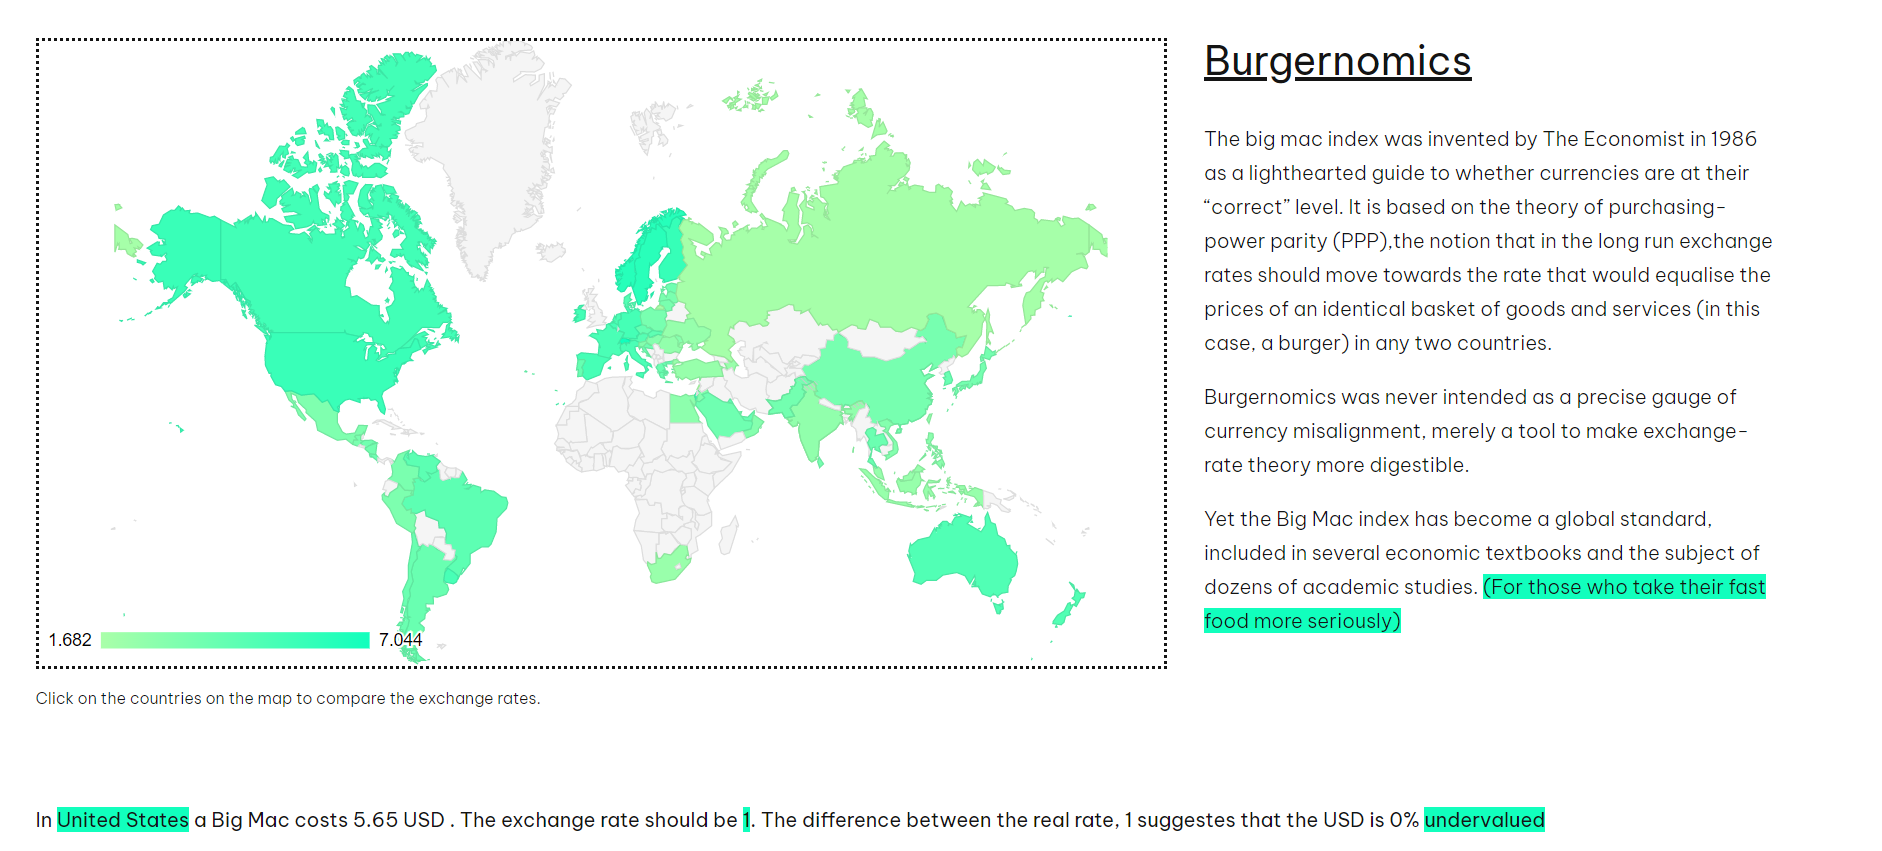 Burgernomics
The big mac index was invented by The Economist in 1986
as a lighthearted guide to whether currencies are at their
“correct” level. It is based on the theory of purchasing-
power parity (PPP),the notion that in the long run exchange
rates should move towards the rate that would equalise the
prices of an identical basket of goods and services (in this
case, a burger) in any two countries.
Burgernomics was never intended as a precise gauge of
currency misalignment, merely a tool to make exchange-
rate theory more digestible.
Yet the Big Mac index has become a global standard,
included in several economic textbooks and the subject of
dozens of academic studies. (For those who take their fast
food more seriously)
1.682 7.044
Click on the countries on the map to compare the exchange rates.
In United States a Big Mac costs 5.65 USD . The exchange rate should be 1. The difference between the real rate, 1 suggestes that the USD is 0% undervalued